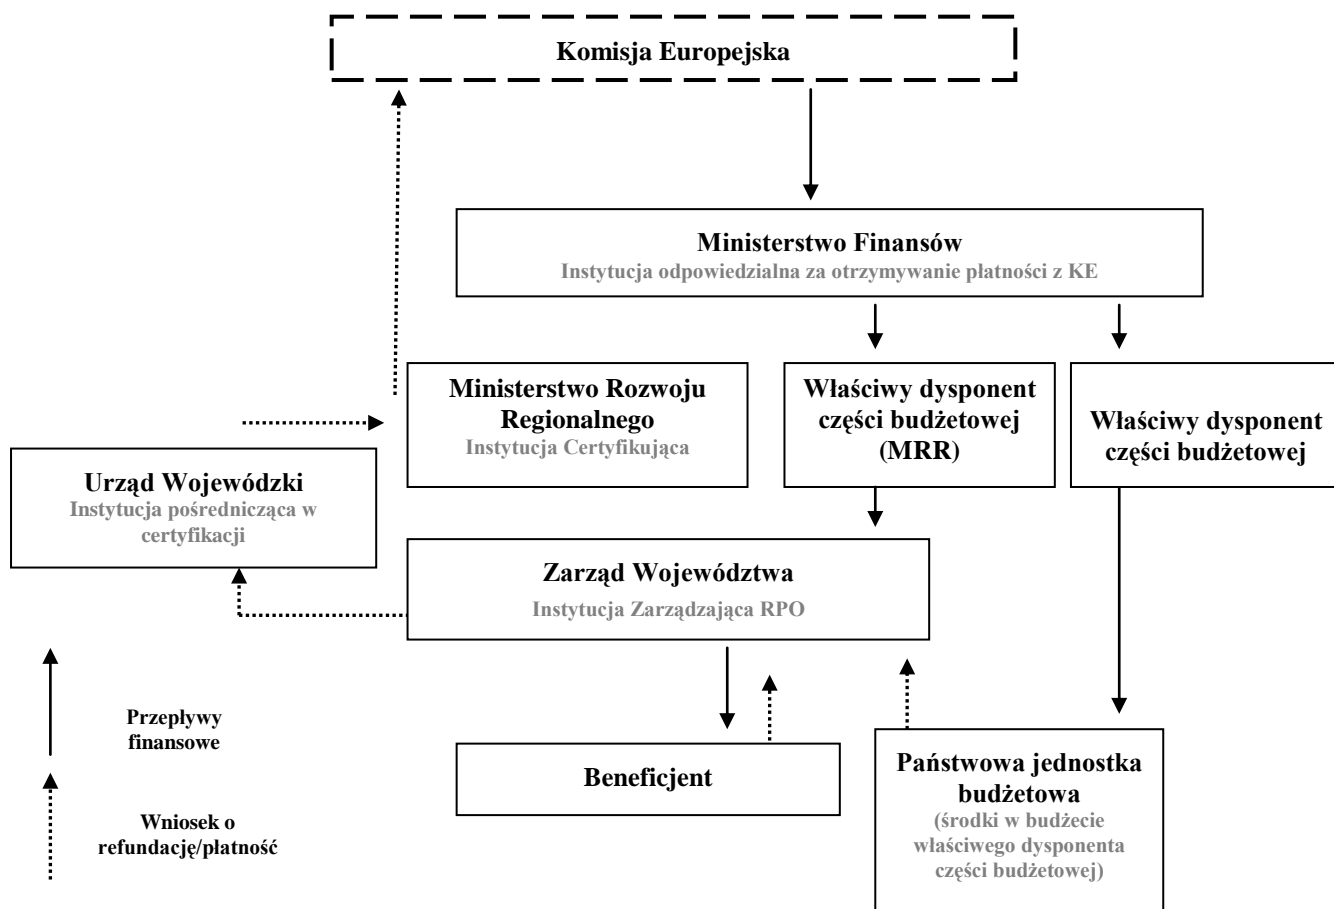 Komisja Europejska
Ministerstwo Finansów
Instytucja odpowiedzialna za otrzymywanie płatności z KE
Ministerstwo Rozwoju
Regionalnego
Instytucja Certyfikująca
Właściwy dysponent
części budżetowej
(MRR)
Właściwy dysponent
części budżetowej
Urząd Wojewódzki
Instytucja pośrednicząca w
certyfikacji
Zarząd Województwa
Instytucja Zarządzająca RPO
Przepływy
finansowe
Beneficjent
Państwowa jednostka
budżetowa
(środki w budżecie
właściwego dysponenta
części budżetowej)
Wniosek o
refundację/płatność